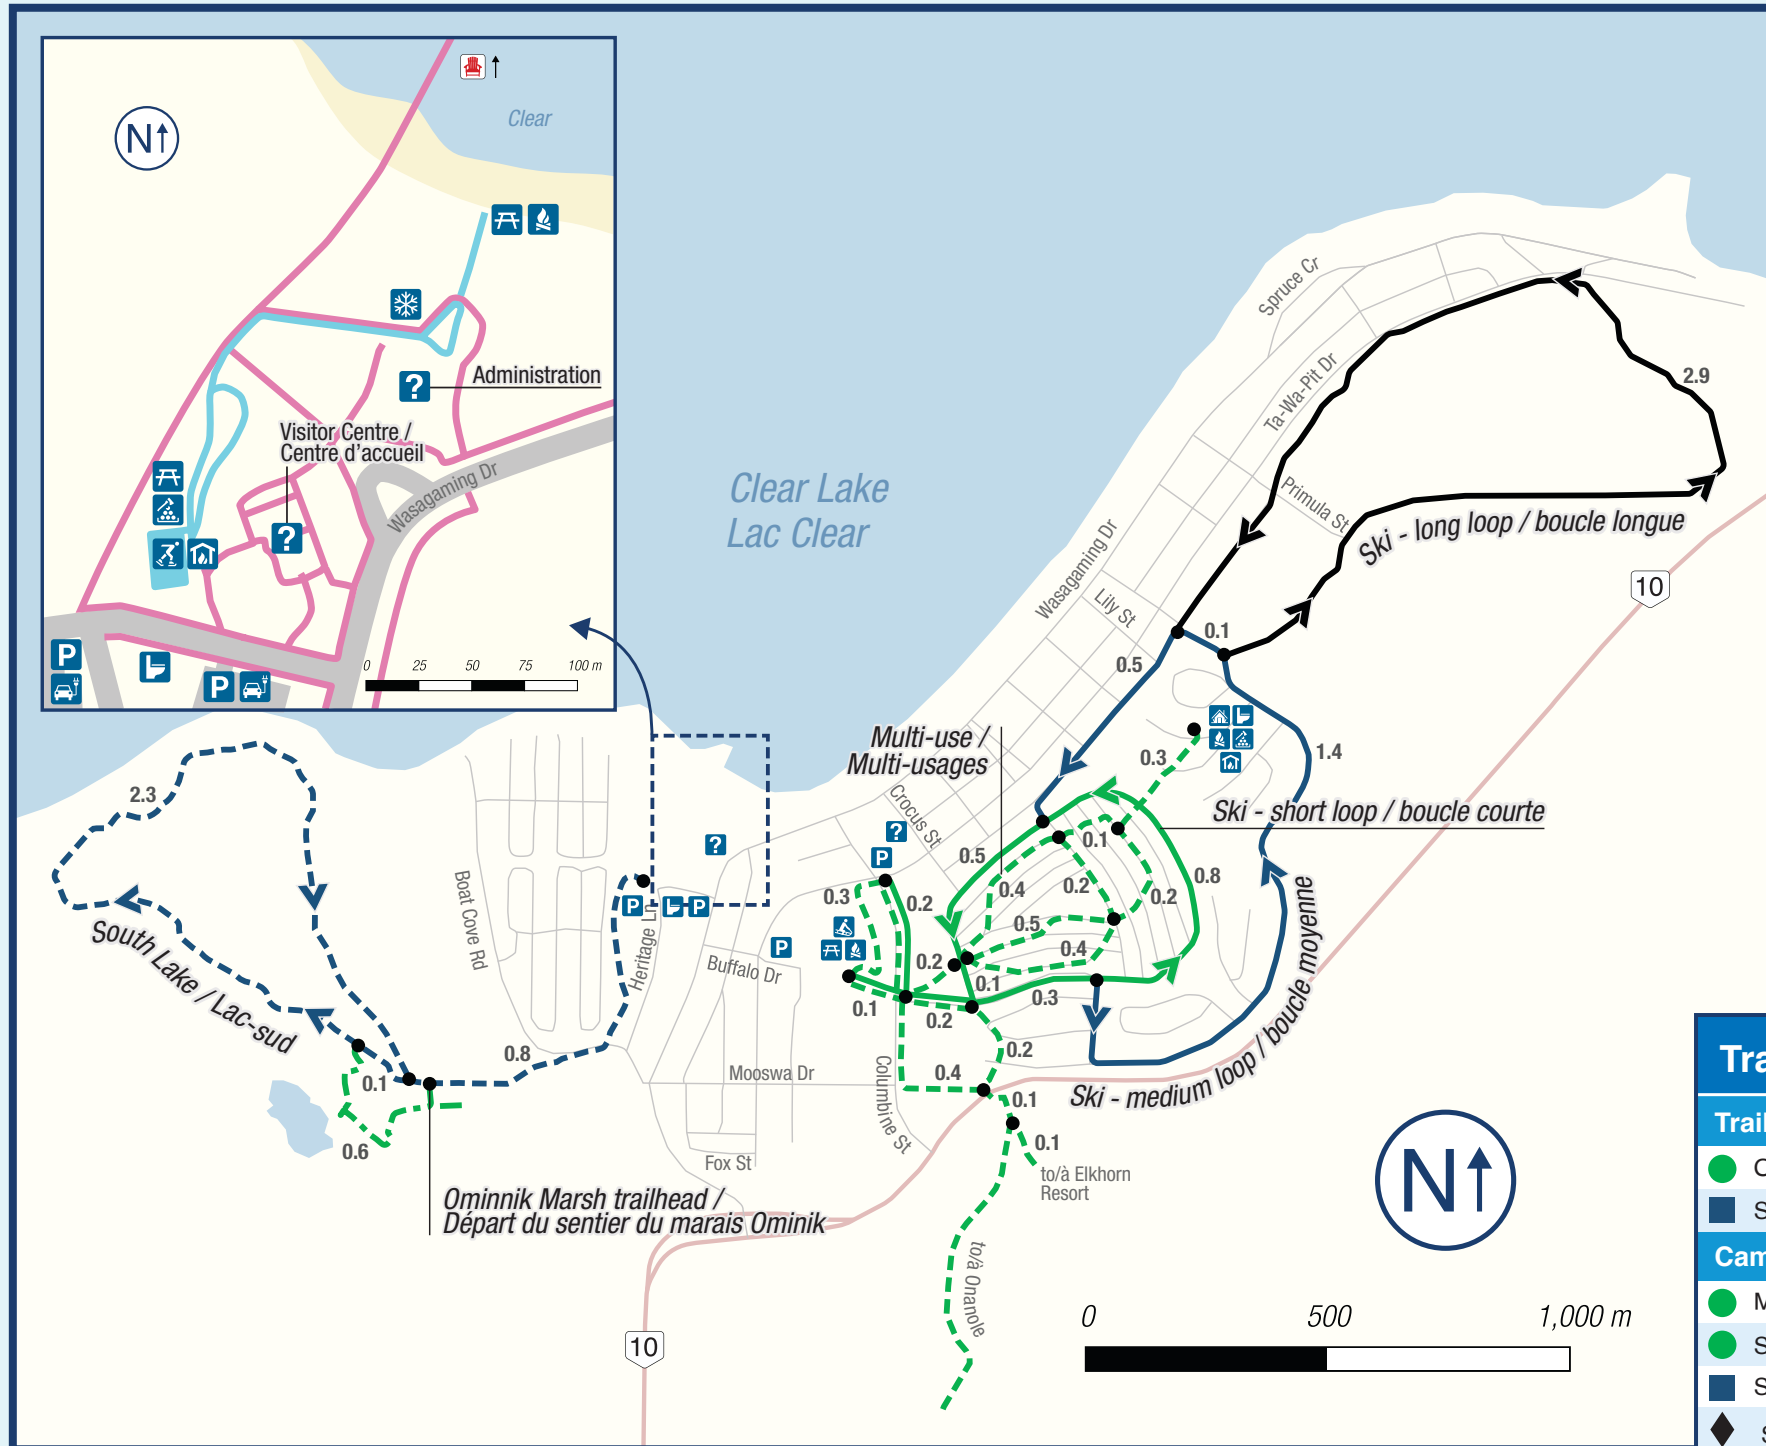 N
Clear
Administration
Visitor Centre /
Centre d'accueil
Wasagaming Dr
?
?
P
P
0 25 50 75 100 m
Clear Lake
Lac Clear
Spruce Cr
Ta-Wa-Pit Dr
2.9
Primula St
Ski - long loop / boucle longue
10
Wasagaming Dr
Lily St
0.1
0.5
1.4
0.3
Multi-use /
Multi-usages
Ski - short loop / boucle courte
Crocus St
?
P
0.5
0.1
0.4
0.2
0.2
0.8
0.3
0.2
0.5
0.4
0.2
0.1
0.3
0.1
0.2
0.2
0.4
0.1
0.1
Ski - medium loop / boucle moyenne
2.3
South Lake / Lac-sud
Boat Cove Rd
Heritage Ln
P
P
?
P
Buffalo Dr
0.8
0.1
0.6
Mooswa Dr
Columbine St
Fox St
to/à Elkhorn
Resort
to/à Onanole
Ominnik Marsh trailhead /
Départ du sentier du marais Ominik
10
N
0 500 1,000 m